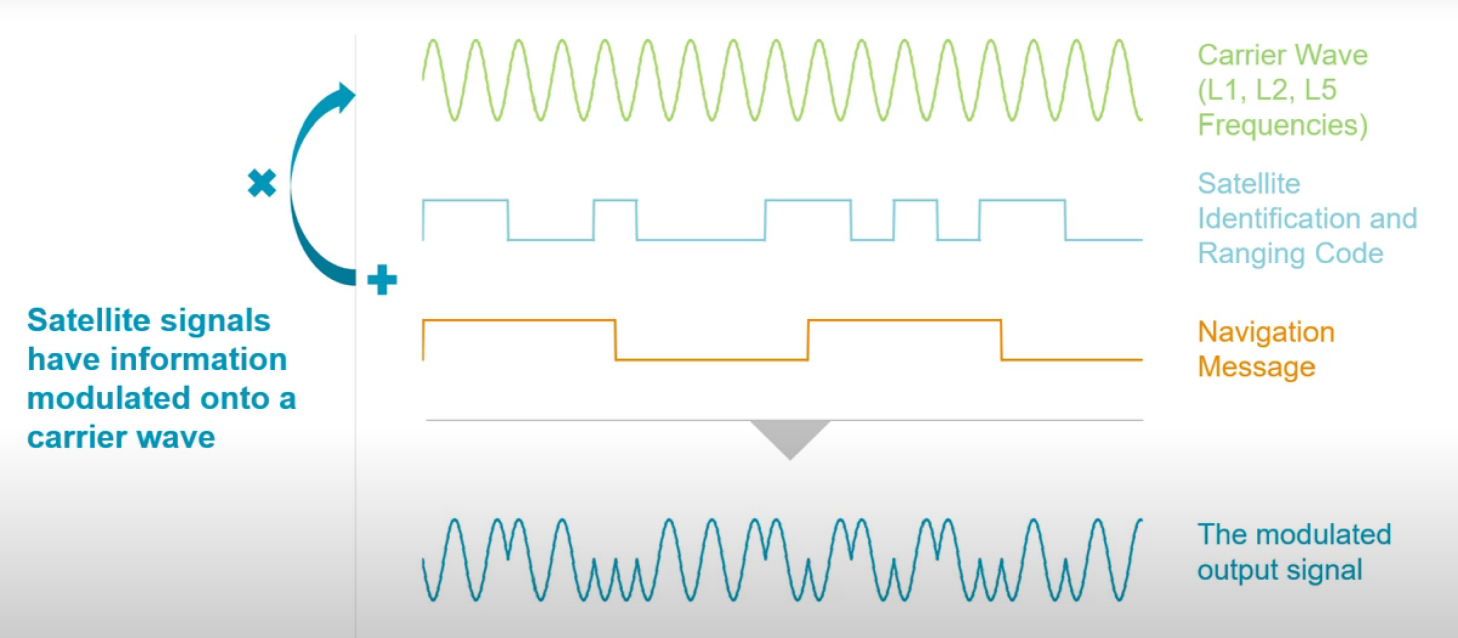 Carrier Wave
(L1, L2, L5
Frequencies)
Satellite
Identification and
Ranging Code
Satellite signals
have information
modulated onto a
carrier wave
Navigation
Message
The modulated
output signal